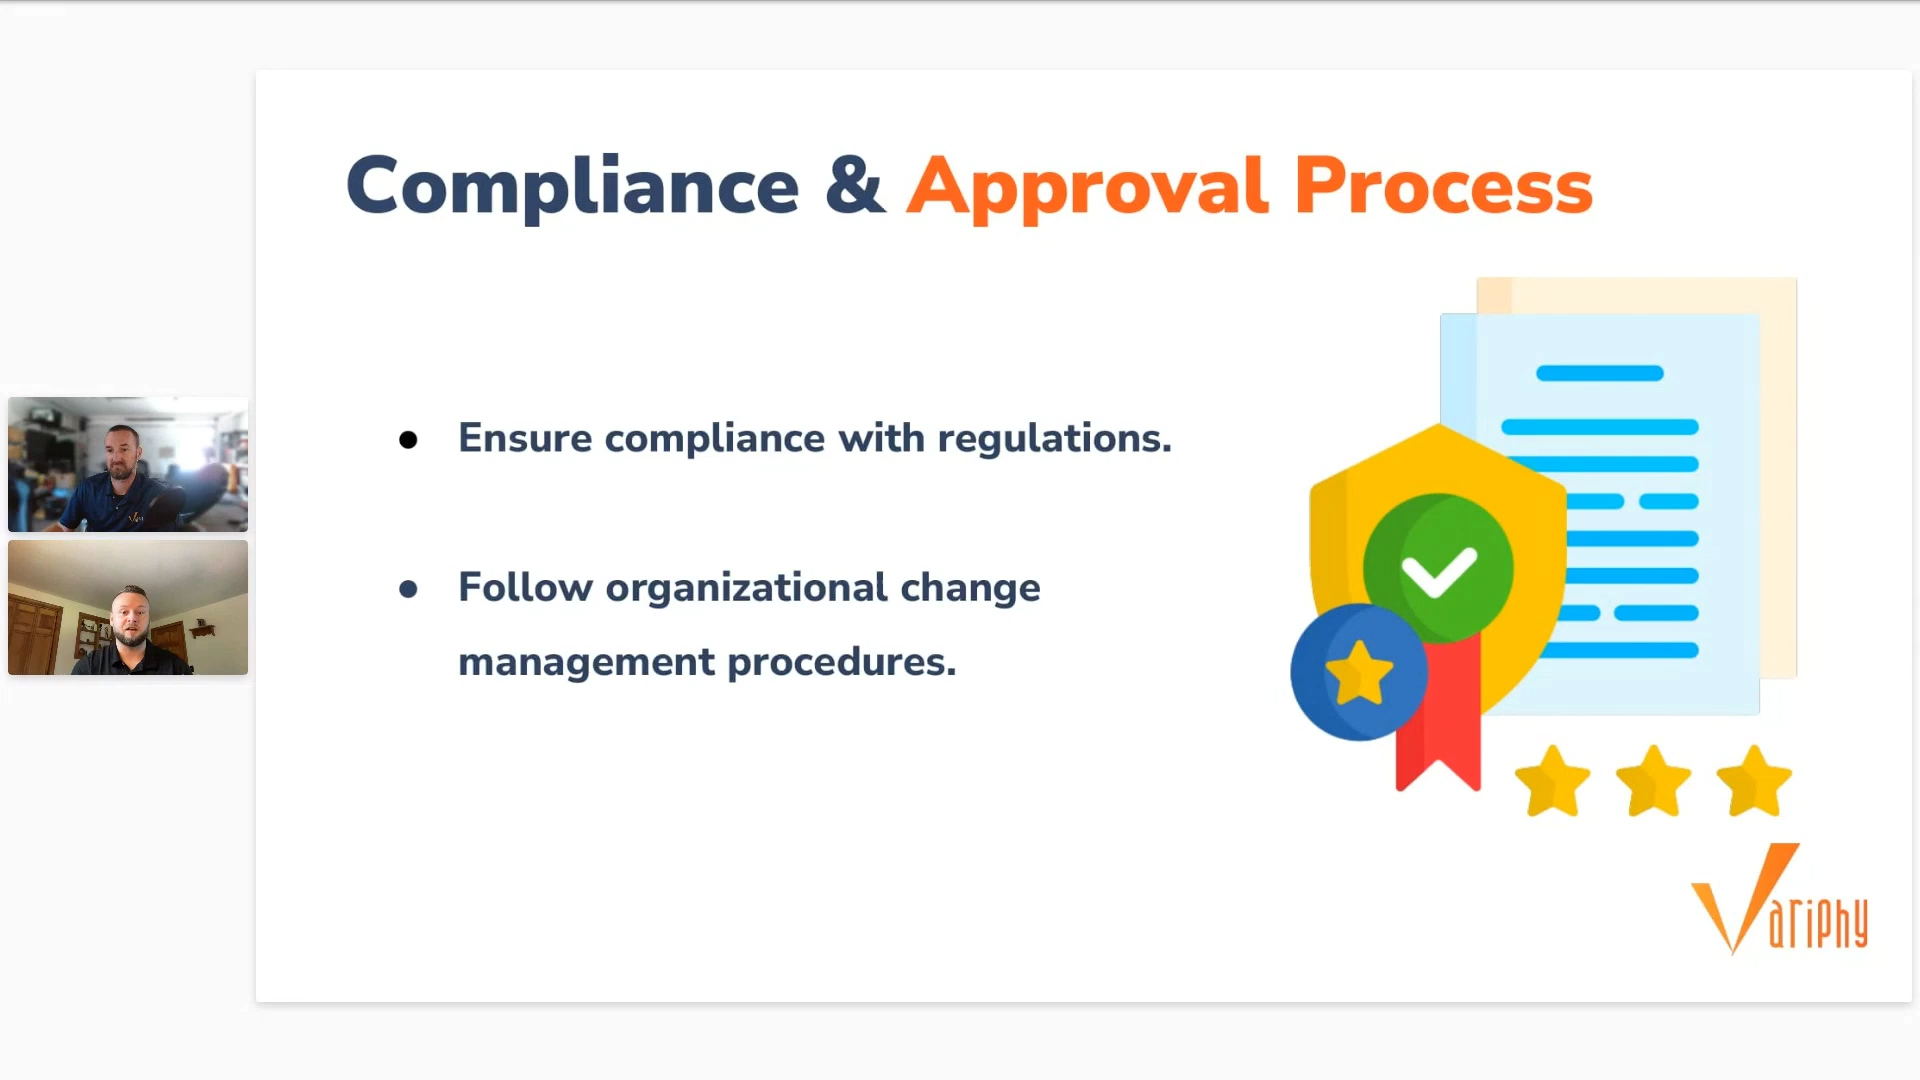 Compliance & Approval Process
Ensure compliance with regulations.
Follow organizational change
management procedures.
Variphy